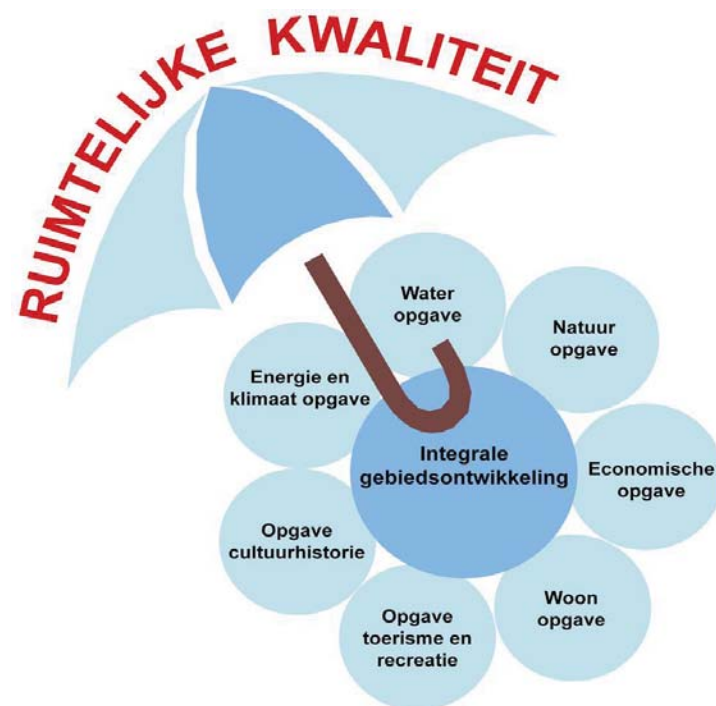 RUIMTELIJKE KWALITEIT
Water
opgave
Natuur
opgave
Energie en
klimaat opgave
Integrale
gebiedsontwikkeling
Economische
opgave
Opgave
cultuurhistorie
Woon
opgave
Opgave
toerisme en
recreatie